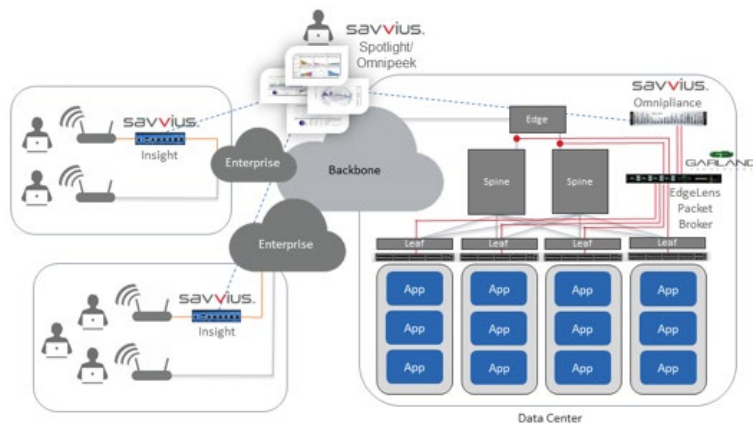 savvius
Spotlight/
Omnipeek
savvius
Insight
Enterprise
Backbone
Enterprise
savvius
Insight
savvius
Omnipliance
Edge
GARLAND
EdgeLens
Packet
Broker
Spine
Spine
Leaf
Leaf
Leaf
Leaf
App
App
App
App
App
App
App
App
App
App
App
App
Data Center